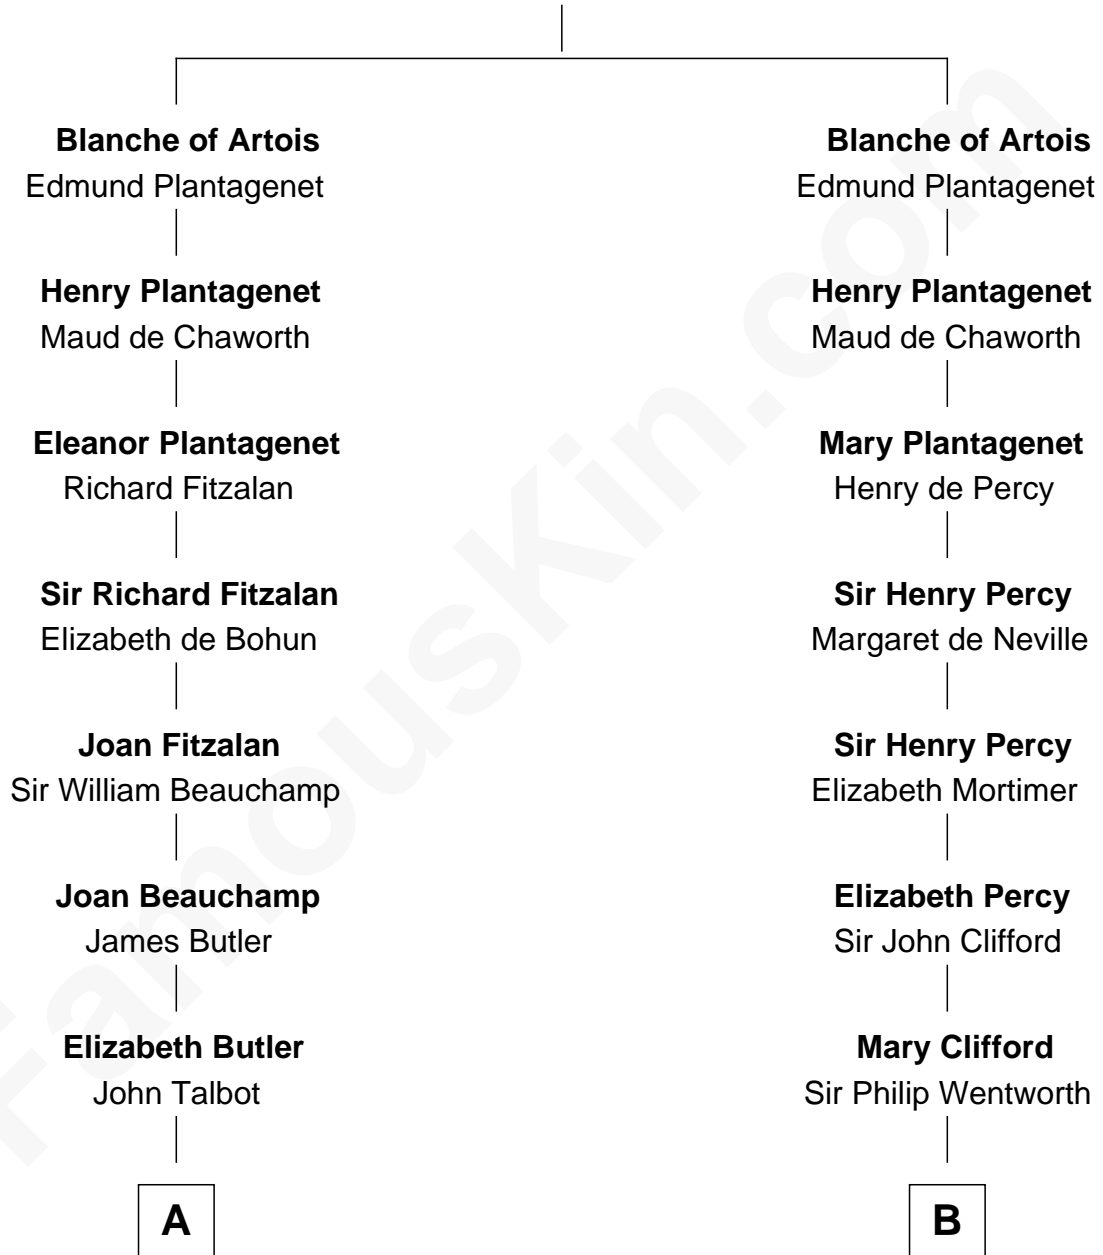 Blanche of Artois
Edmund Plantagenet
Henry Plantagenet
Maud de Chaworth
Eleanor Plantagenet
Richard Fitzalan
Sir Richard Fitzalan
Elizabeth de Bohun
Joan Fitzalan
Sir William Beauchamp
Joan Beauchamp
James Butler
Elizabeth Butler
John Talbot
A
Blanche of Artois
Edmund Plantagenet
Henry Plantagenet
Maud de Chaworth
Mary Plantagenet
Henry de Percy
Sir Henry Percy
Margaret de Neville
Sir Henry Percy
Elizabeth Mortimer
Elizabeth Percy
Sir John Clifford
Mary Clifford
Sir Philip Wentworth
B
FamousKin.com